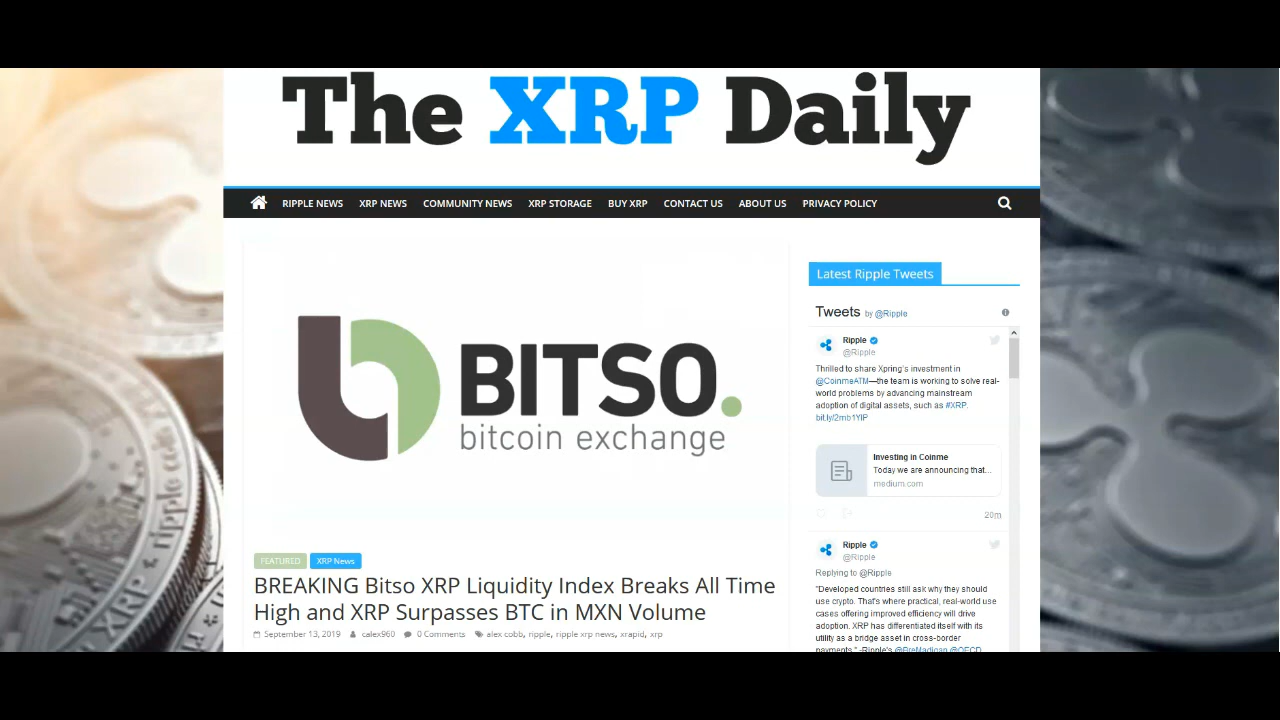 The XRP Daily
RIPPLE NEWS XRP NEWS COMMUNITY NEWS XRP STORAGE BUY XRP CONTACT US ABOUT US PRIVACY POLICY
BITSO.
bitcoin exchange
FEATURED XRP News
BREAKING Bitso XRP Liquidity Index Breaks All Time
High and XRP Surpasses BTC in MXN Volume
September 13, 2019 calex960 0 Comments alex cobb, ripple, ripple xrp news, xrapid, xrp
Latest Ripple Tweets
Tweets by @Ripple
Ripple
@Ripple
Thrilled to share Xpring's investment in
@CoinmeATM—the team is working to solve real-
world problems by advancing mainstream
adoption of digital assets, such as #XRP.
bit.ly/2mb1YIP
Investing in Coinme
Today we are announcing that...
medium.com
20m
Ripple
@Ripple
Replying to @Ripple
"Developed countries still ask why they should
use crypto. That's where practical, real-world use
cases offering improved efficiency will drive
adoption. XRP has differentiated itself with its
utility as a bridge asset in cross-border
payments." -Ripple's @BreMadigan @OECD
ripple coin
XRP